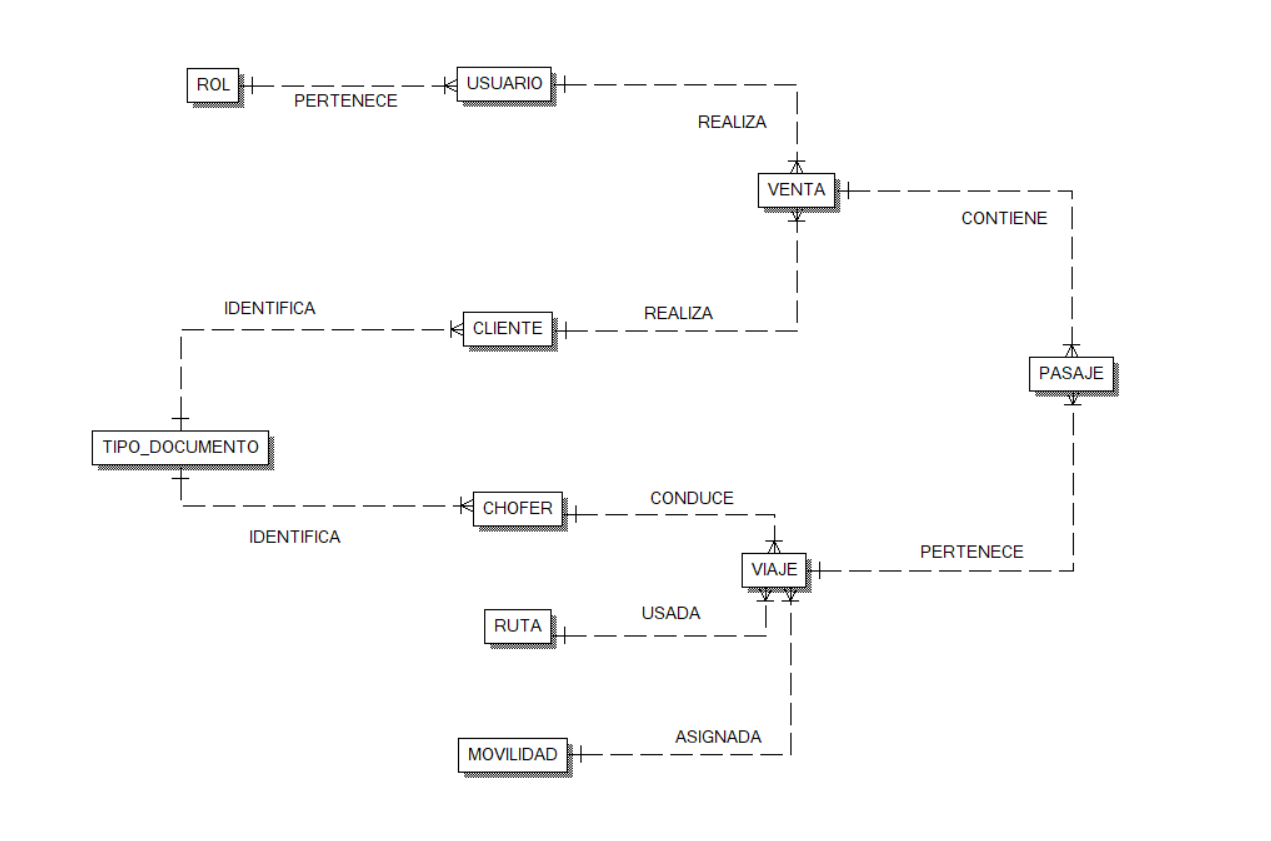 ROL
PERTENECE
USUARIO
REALIZA
VENTA
CONTIENE
IDENTIFICA
CLIENTE
REALIZA
PASAJE
TIPO_DOCUMENTO
IDENTIFICA
CHOFER
CONDUCE
VIAJE
PERTENECE
RUTA
USADA
MOVILIDAD
ASIGNADA